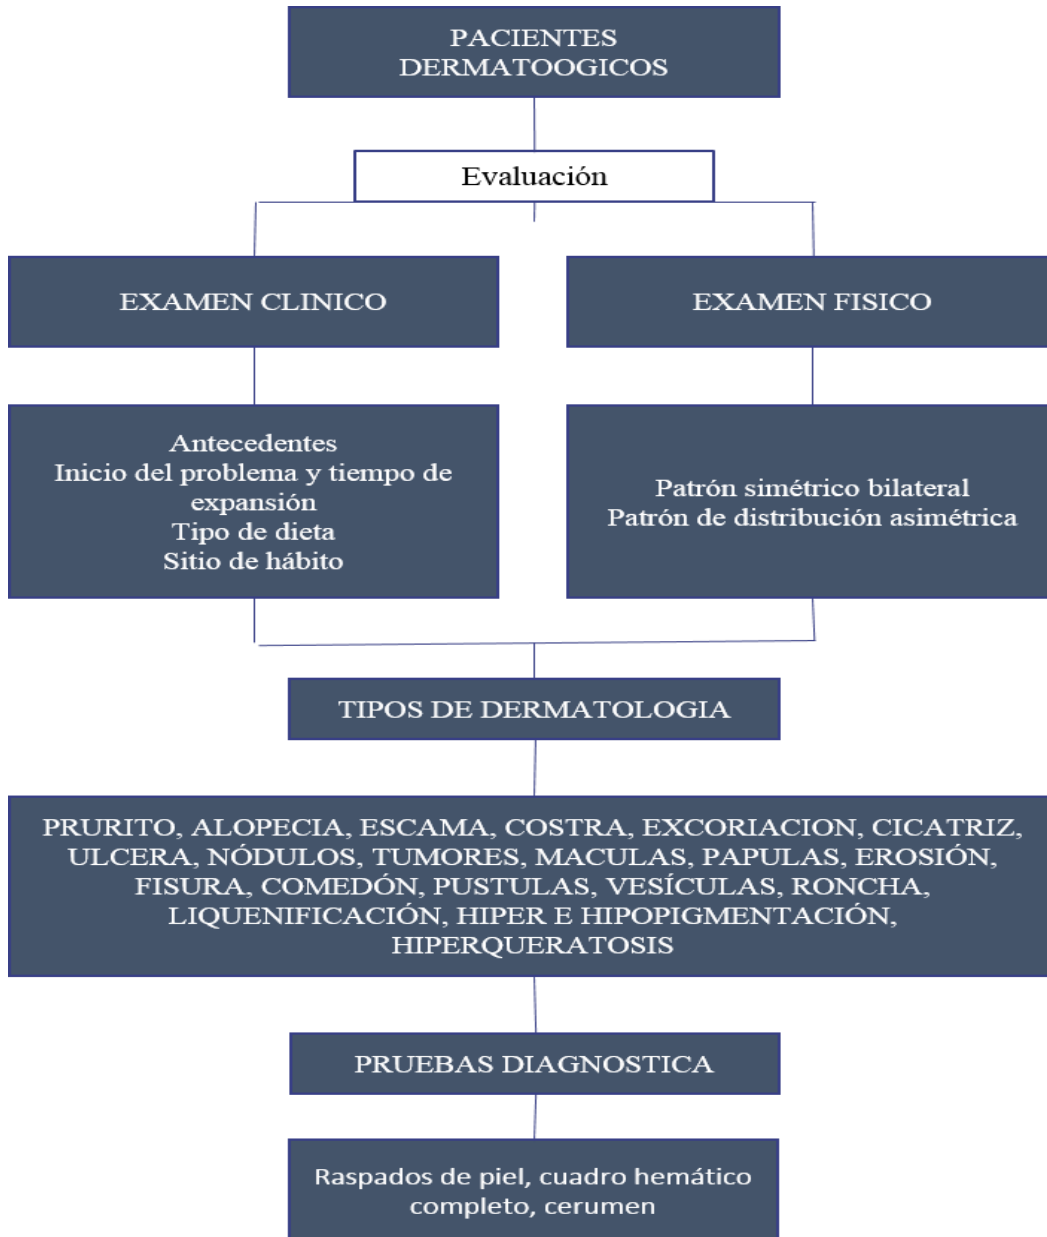 PACIENTES
DERMATOOGICOS
Evaluación
EXAMEN CLINICO
EXAMEN FISICO
Antecedentes
Inicio del problema y tiempo de
expansión
Tipo de dieta
Sitio de hábito
Patrón simétrico bilateral
Patrón de distribución asimétrica
TIPOS DE DERMATOLOGIA
PRURITO, ALOPECIA, ESCAMA, COSTRA, EXCORIACION, CICATRIZ,
ULCERA, NÓDULOS, TUMORES, MACULAS, PAPULAS, EROSIÓN,
FISURA, COMEDÓN, PUSTULAS, VESÍCULAS, RONCHA,
LIQUENIFICACIÓN, HIPER E HIPOPIGMENTACIÓN,
HIPERQUERATOSIS
PRUEBAS DIAGNOSTICA
Raspados de piel, cuadro hemático
completo, cerumen